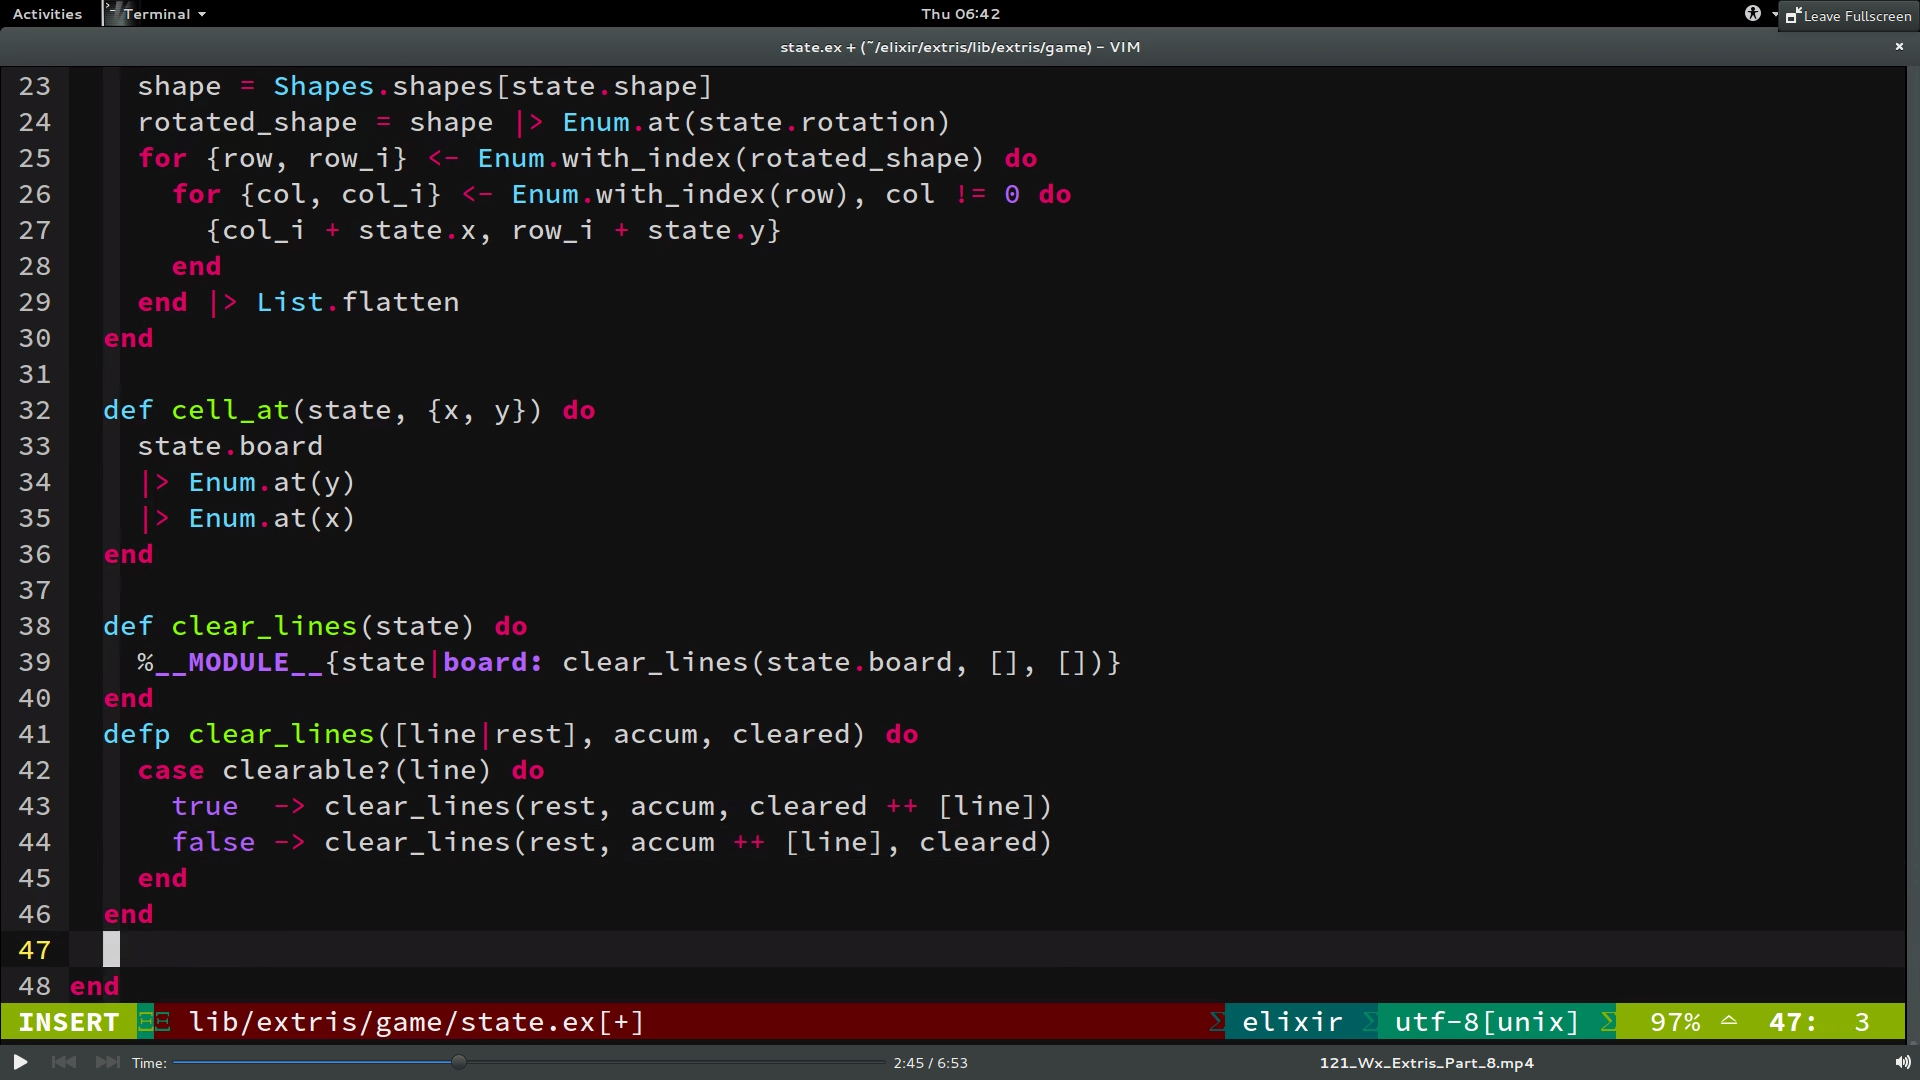 Activities Terminal Thu 06:42 Leave Fullscreen
state.ex + (~/elixir/extris/lib/extris/game) - VIM ×
23     shape = Shapes.shapes[state.shape]
24     rotated_shape = shape |> Enum.at(state.rotation)
25     for {row, row_i} <- Enum.with_index(rotated_shape) do
26       for {col, col_i} <- Enum.with_index(row), col != 0 do
27         {col_i + state.x, row_i + state.y}
28       end
29     end |> List.flatten
30   end
31
32   def cell_at(state, {x, y}) do
33     state.board
34     |> Enum.at(y)
35     |> Enum.at(x)
36   end
37
38   def clear_lines(state) do
39     %__MODULE__{state|board: clear_lines(state.board, [], [])}
40   end
41   defp clear_lines([line|rest], accum, cleared) do
42     case clearable?(line) do
43       true  -> clear_lines(rest, accum, cleared ++ [line])
44       false -> clear_lines(rest, accum ++ [line], cleared)
45     end
46   end
47
48 end
INSERT lib/extris/game/state.ex[+] elixir utf-8[unix] 97% 47: 3
Time: 2:45 / 6:53 121_Wx_Extris_Part_8.mp4